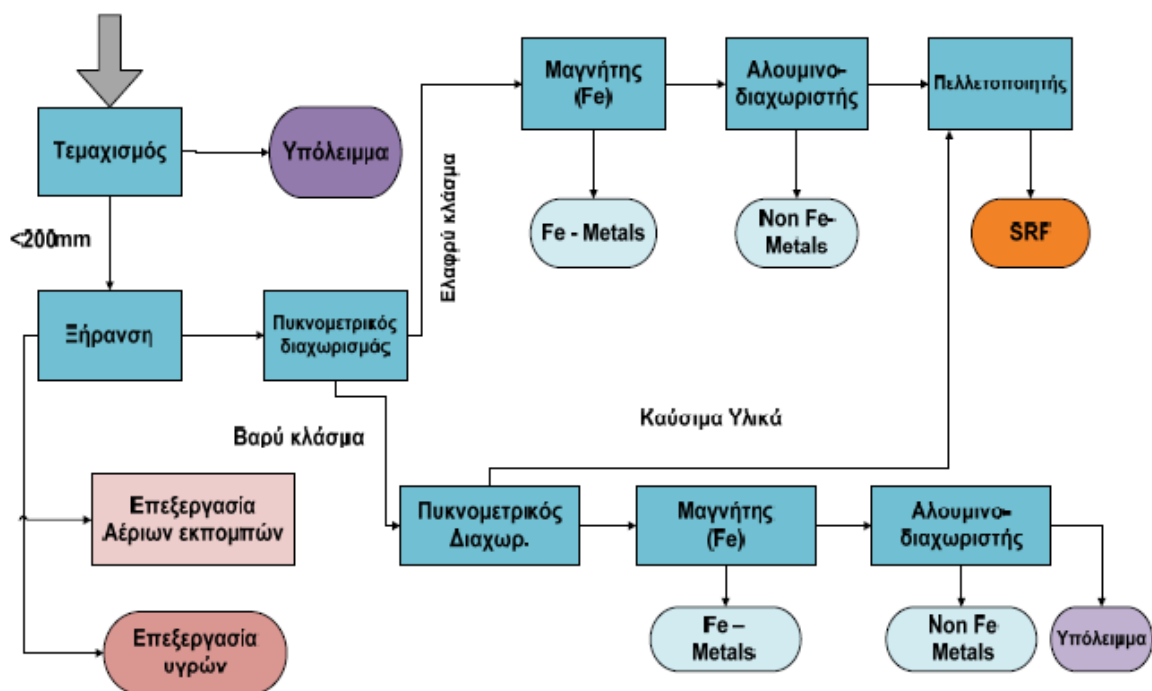 Μαγνήτης
(Fe)
Αλουμινο-
διαχωριστής
Πελλετοποιητής
Τεμαχισμός
Υπόλειμμα
Ελαφρύ κλάσμα
Fe - Metals
Non Fe-
Metals
SRF
<200mm
Ξήρανση
Πυκνομετρικός
διαχωρισμάς
Βαρύ κλάσμα
Καύσιμα Υλικά
Επεξεργασία
Αέριων εκπομπών
Πυκνομετρικός
Διαχωρ.
Μαγνήτης
(Fe)
Αλουμινο-
διαχωριστής
Επεξεργασία
υγρών
Fe –
Metals
Non Fe
Metals
Υπόλειμμα